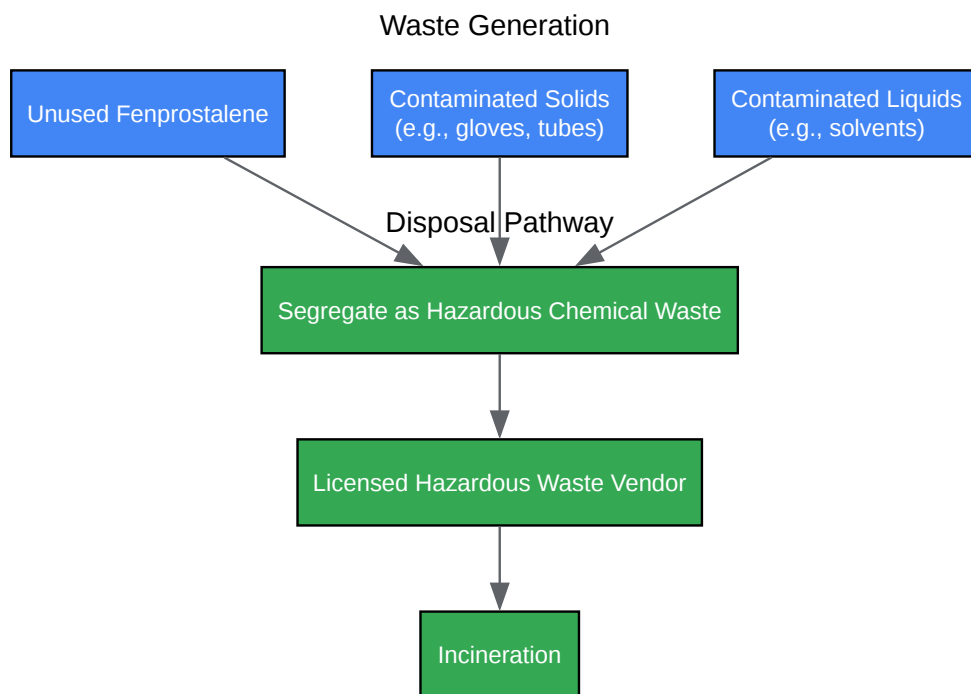 Waste Generation
Unused Fenprostalene
Contaminated Solids
(e.g., gloves, tubes)
Contaminated Liquids
(e.g., solvents)
Disposal Pathway
Segregate as Hazardous Chemical Waste
Licensed Hazardous Waste Vendor
Incineration